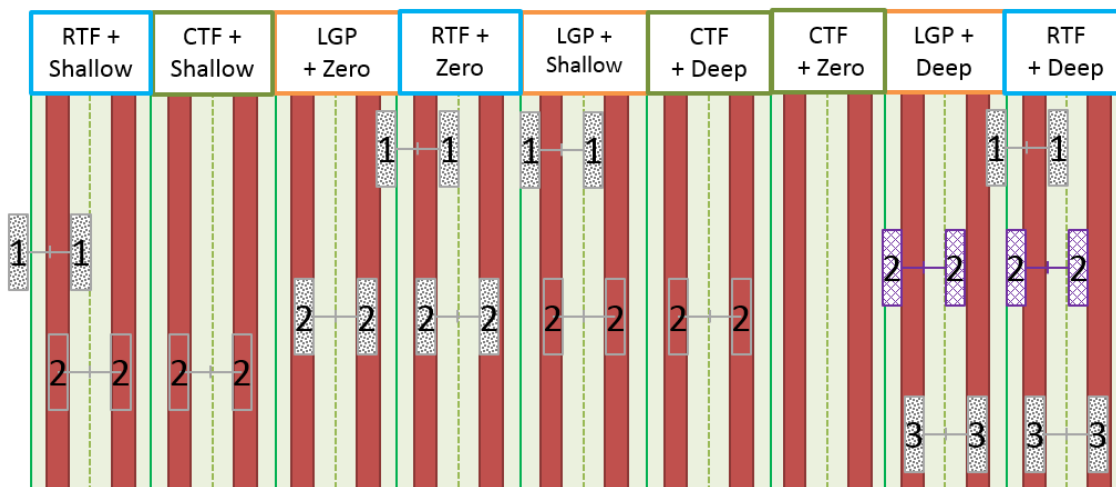 RTF +
Shallow
CTF +
Shallow
LGP
+ Zero
RTF +
Zero
LGP +
Shallow
CTF
+ Deep
CTF
+ Zero
LGP +
Deep
RTF
+ Deep
1 1
1 1
1 1
1 1
2 2
2 2
2 2
2 2
2 2
2 2
2 2
2 2
3 3
3 3